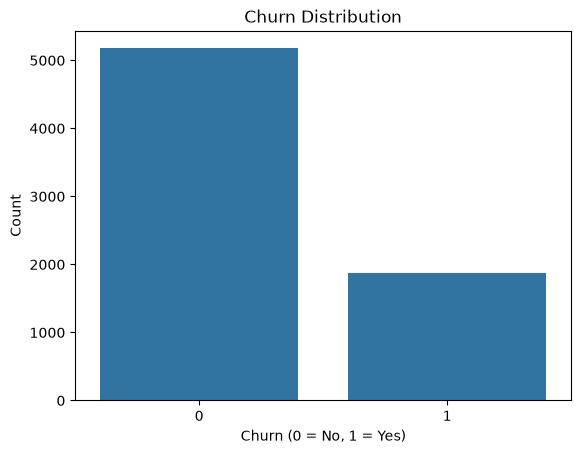 Churn Distribution
5000
4000
3000
2000
1000
0
Count
0 1
Churn (0 = No, 1 = Yes)